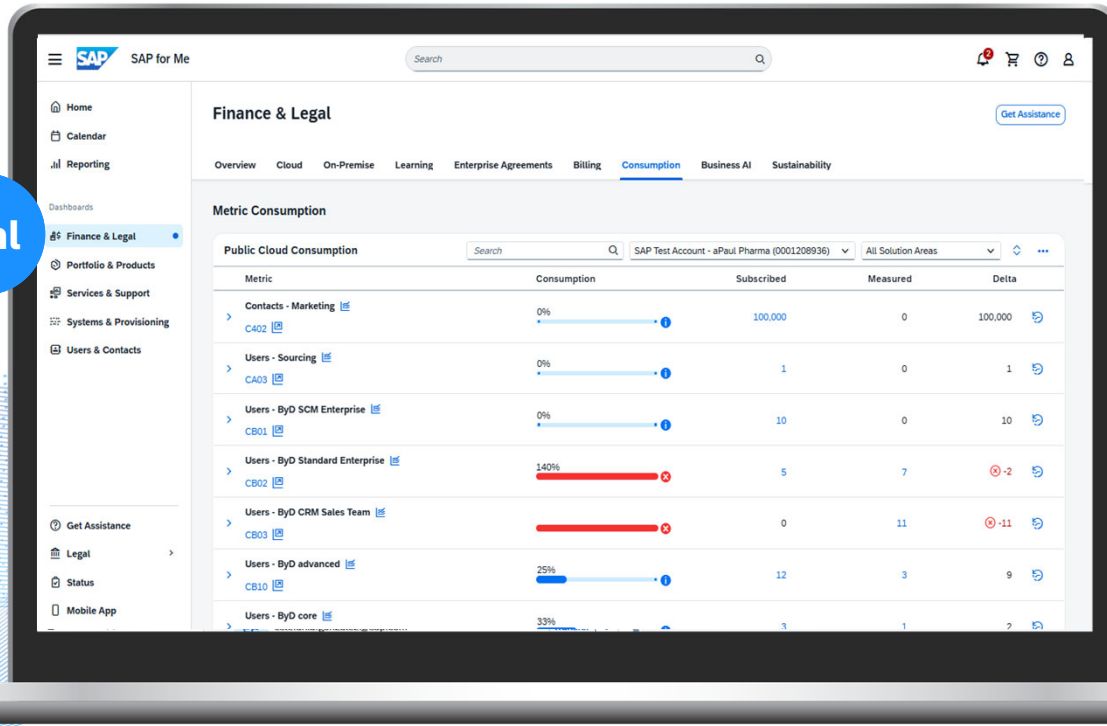 SAP
SAP for Me
Search
2
Home
Calendar
Reporting
Dashboards
Finance & Legal
Portfolio & Products
Services & Support
Systems & Provisioning
Users & Contacts
Get Assistance
Legal
Status
Mobile App
Finance & Legal
Get Assistance
Overview Cloud On-Premise Learning Enterprise Agreements Billing Consumption Business AI Sustainability
Metric Consumption
Public Cloud Consumption Search SAP Test Account - aPaul Pharma (0001208936) All Solution Areas
Metric Consumption Subscribed Measured Delta
Contacts - Marketing
C402
0% 100,000 0 100,000
Users - Sourcing
CA03
0% 1 0 1
Users - ByD SCM Enterprise
CB01
0% 10 0 10
Users - ByD Standard Enterprise
CB02
140% 5 7 -2
Users - ByD CRM Sales Team
CB03
0 11 -11
Users - ByD advanced
CB10
25% 12 3 9
Users - ByD core
33% 3 1 2